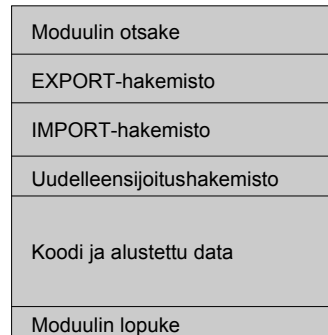 Moduulin otsake
EXPORT-hakemisto
IMPORT-hakemisto
Uudelleensijoitushakemisto
Koodi ja alustettu data
Moduulin lopuke